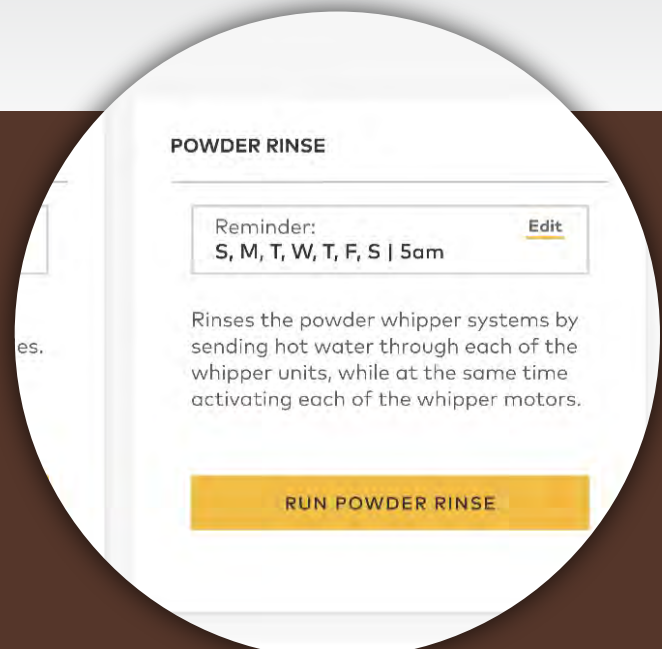 POWDER RINSE
Reminder:
Edit
S, M, T, W, T, F, S | 5am
es.
Rinses the powder whipper systems by
sending hot water through each of the
whipper units, while at the same time
activating each of the whipper motors.
RUN POWDER RINSE